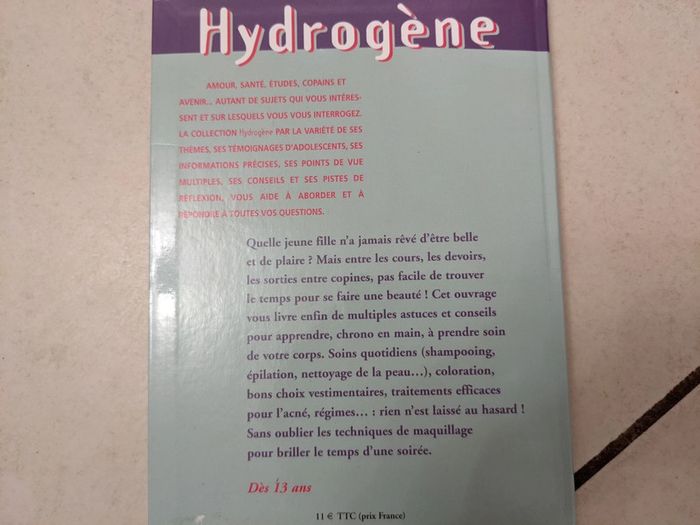 Hydrogène
AMOUR, SANTÉ, ÉTUDES, COPAINS ET
AVENIR... AUTANT DE SUJETS QUI VOUS INTÉRES-
SENT ET SUR LESQUELS VOUS VOUS INTERROGEZ.
LA COLLECTION Hydrogène PAR LA VARIÉTÉ DE SES
THÈMES, SES TÉMOIGNAGES D'ADOLESCENTS, SES
INFORMATIONS PRÉCISES, SES POINTS DE VUE
MULTIPLES, SES CONSEILS ET SES PISTES DE
RÉFLEXION, VOUS AIDE À ABORDER ET À
RÉPONDRE À TOUTES VOS QUESTIONS.
Quelle jeune fille n'a jamais rêvé d'être belle
et de plaire ? Mais entre les cours, les devoirs,
les sorties entre copines, pas facile de trouver
le temps pour se faire une beauté ! Cet ouvrage
vous livre enfin de multiples astuces et conseils
pour apprendre, chrono en main, à prendre soin
de votre corps. Soins quotidiens (shampooing,
épilation, nettoyage de la peau...), coloration,
bons choix vestimentaires, traitements efficaces
pour l'acné, régimes... : rien n'est laissé au hasard !
Sans oublier les techniques de maquillage
pour briller le temps d'une soirée.
Dès 13 ans
11 € TTC (prix France)